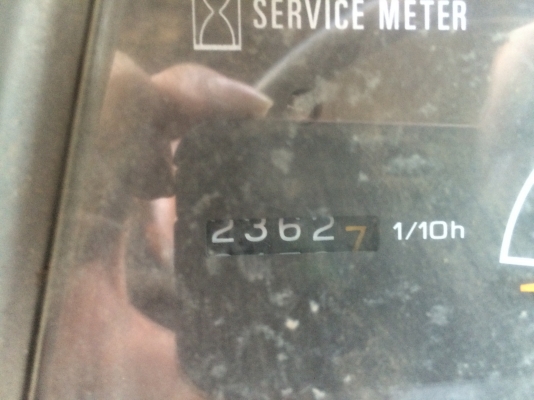 SERVICE METER
23627 1/10h